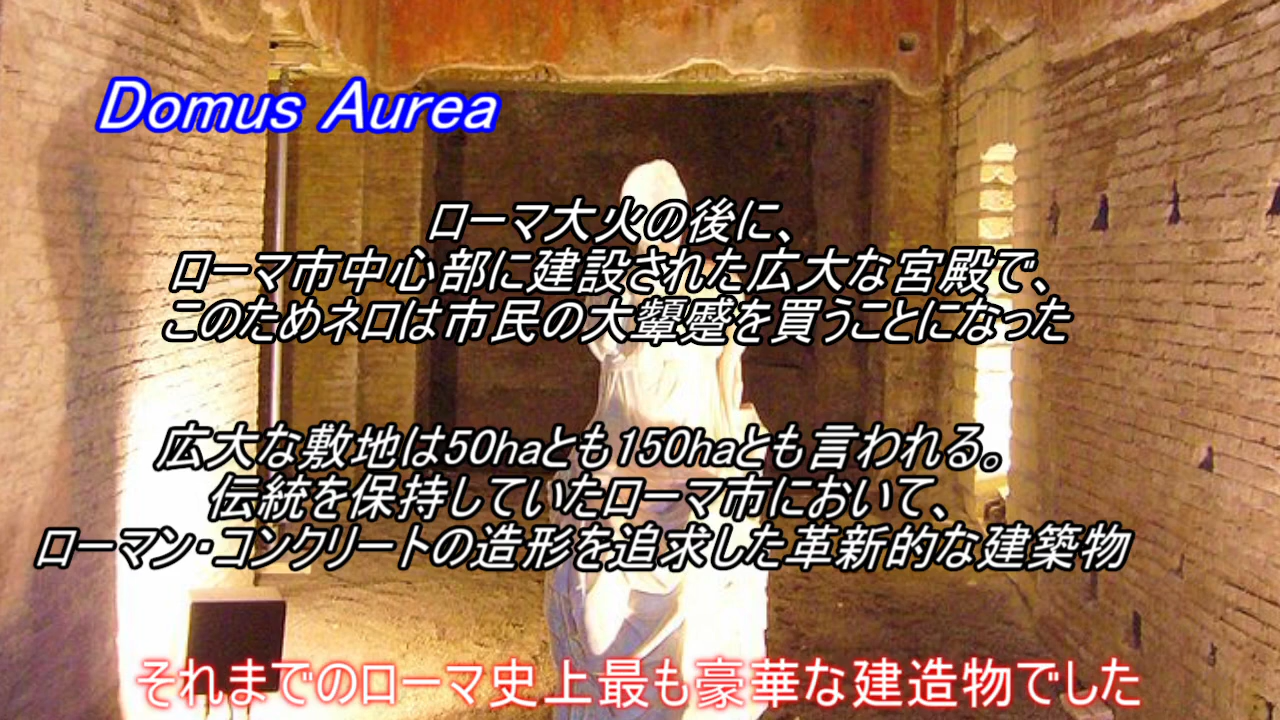 Domus Aurea
ローマ大火の後に、
ローマ市中心部に建設された広大な宮殿で、
このためネロは市民の大顰蹙を買うことになった
広大な敷地は50haとも150haとも言われる。
伝統を保持していたローマ市において、
ローマン・コンクリートの造形を追求した革新的な建築物
それまでのローマ史上最も豪華な建造物でした